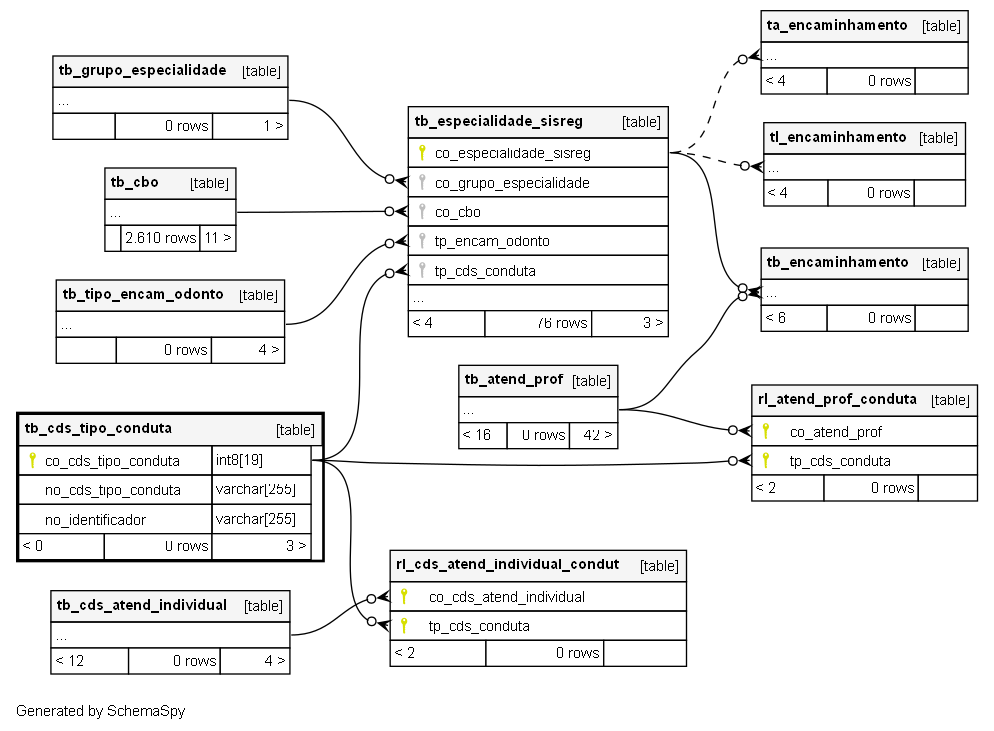 ta_encaminhamento [table]
...
< 4 0 rows
tb_grupo_especialidade [table]
...
0 rows 1 >
tb_especialidade_sisreg [table]
co_especialidade_sisreg
co_grupo_especialidade
co_cbo
tp_encam_odonto
tp_cds_conduta
...
< 4 76 rows 3 >
tl_encaminhamento [table]
...
< 4 0 rows
tb_cbo [table]
...
2.610 rows 11 >
tb_encaminhamento [table]
...
< 6 0 rows
tb_tipo_encam_odonto [table]
...
0 rows 4 >
tb_atend_prof [table]
...
< 16 0 rows 42 >
rl_atend_prof_conduta [table]
co_atend_prof
tp_cds_conduta
< 2 0 rows
tb_cds_tipo_conduta [table]
co_cds_tipo_conduta int8[19]
no_cds_tipo_conduta varchar[255]
no_identificador varchar[255]
< 0 0 rows 3 >
rl_cds_atend_individual_condut [table]
co_cds_atend_individual
tp_cds_conduta
< 2 0 rows
tb_cds_atend_individual [table]
...
< 12 0 rows 4 >
Generated by SchemaSpy